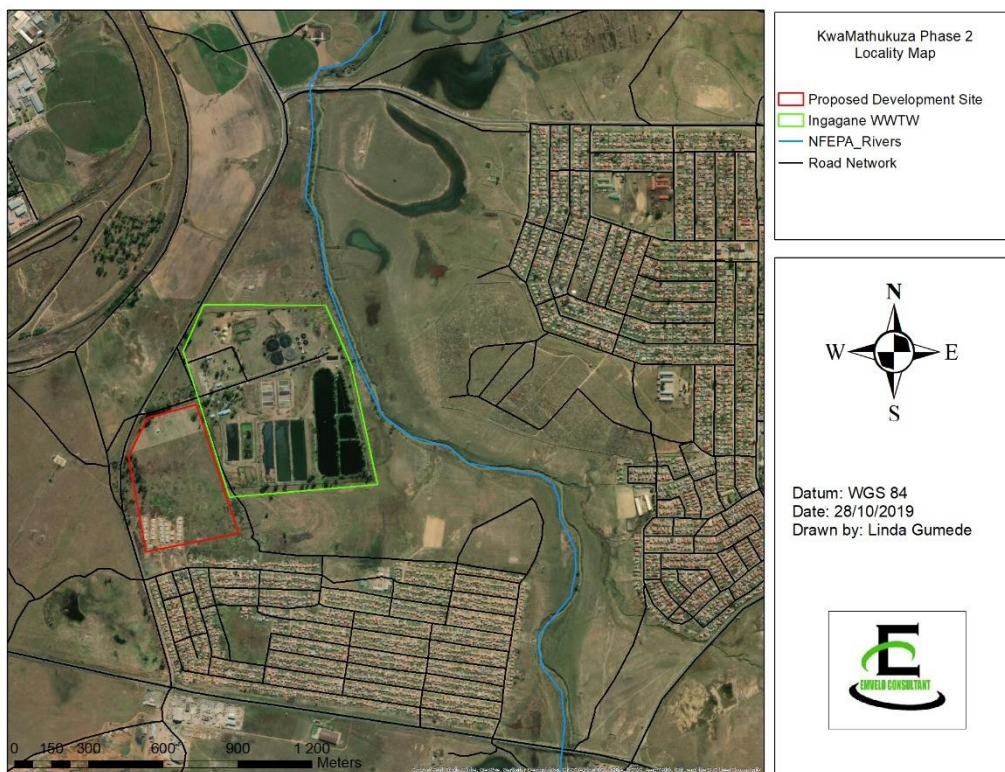 KwaMathukuza Phase 2
Locality Map
Proposed Development Site
Ingagane WWTW
NFEPA_Rivers
Road Network
N
W
E
S
Datum: WGS 84
Date: 28/10/2019
Drawn by: Linda Gumede
E
EMVELO CONSULTANT
0 150 300 600 900 1 200
Meters